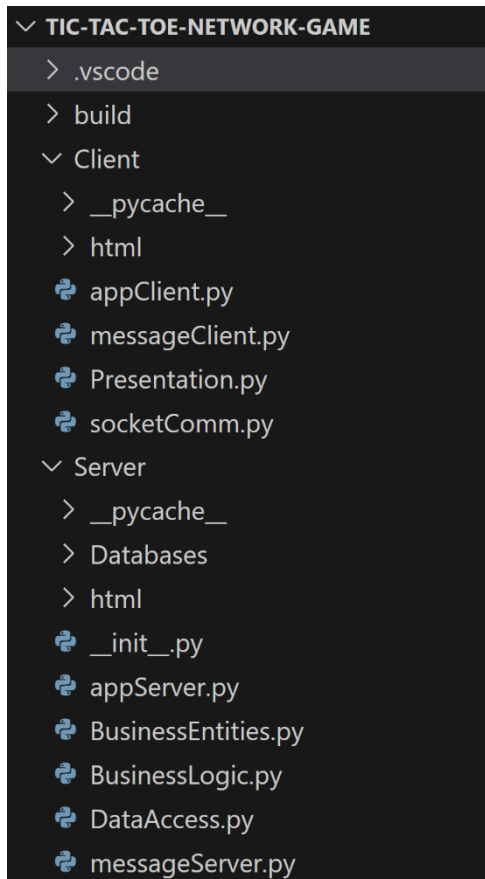 TIC-TAC-TOE-NETWORK-GAME
.vscode
build
Client
__pycache__
html
appClient.py
messageClient.py
Presentation.py
socketComm.py
Server
__pycache__
Databases
html
__init__.py
appServer.py
BusinessEntities.py
BusinessLogic.py
DataAccess.py
messageServer.py